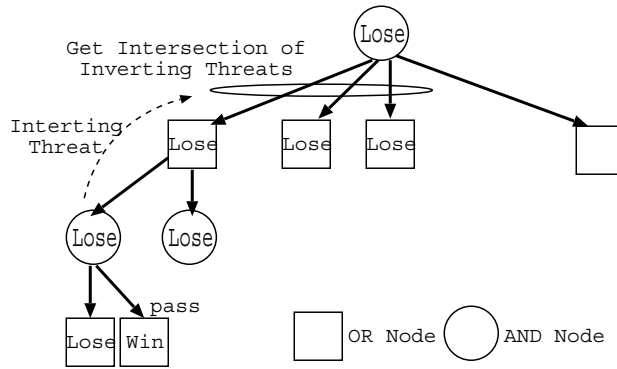 Lose
Get Intersection of
Inverting Threats
Interting
Threat
Lose
Lose
Lose
Lose
Lose
pass
Lose
Win
OR Node
AND Node